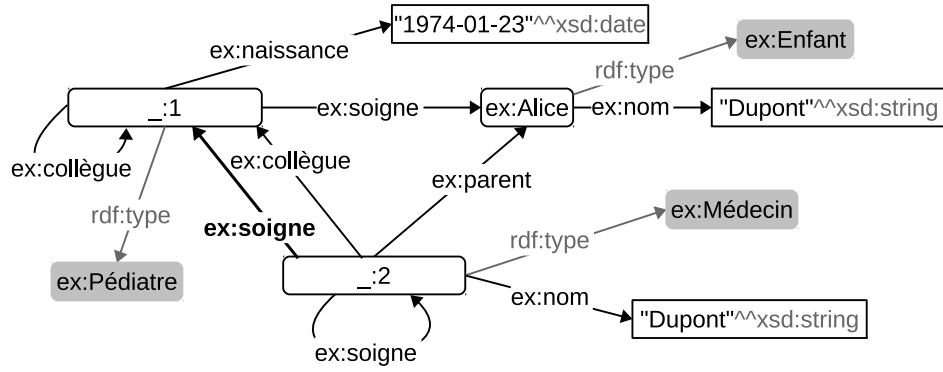 "1974-01-23"^^xsd:date
ex:naissance
ex:Enfant
rdf:type
_:1
ex:soigne
ex:Alice
ex:nom
"Dupont"^^xsd:string
ex:collègue
ex:collègue
ex:parent
rdf:type
ex:soigne
ex:Médecin
rdf:type
ex:Pédiatre
_:2
ex:nom
"Dupont"^^xsd:string
ex:soigne